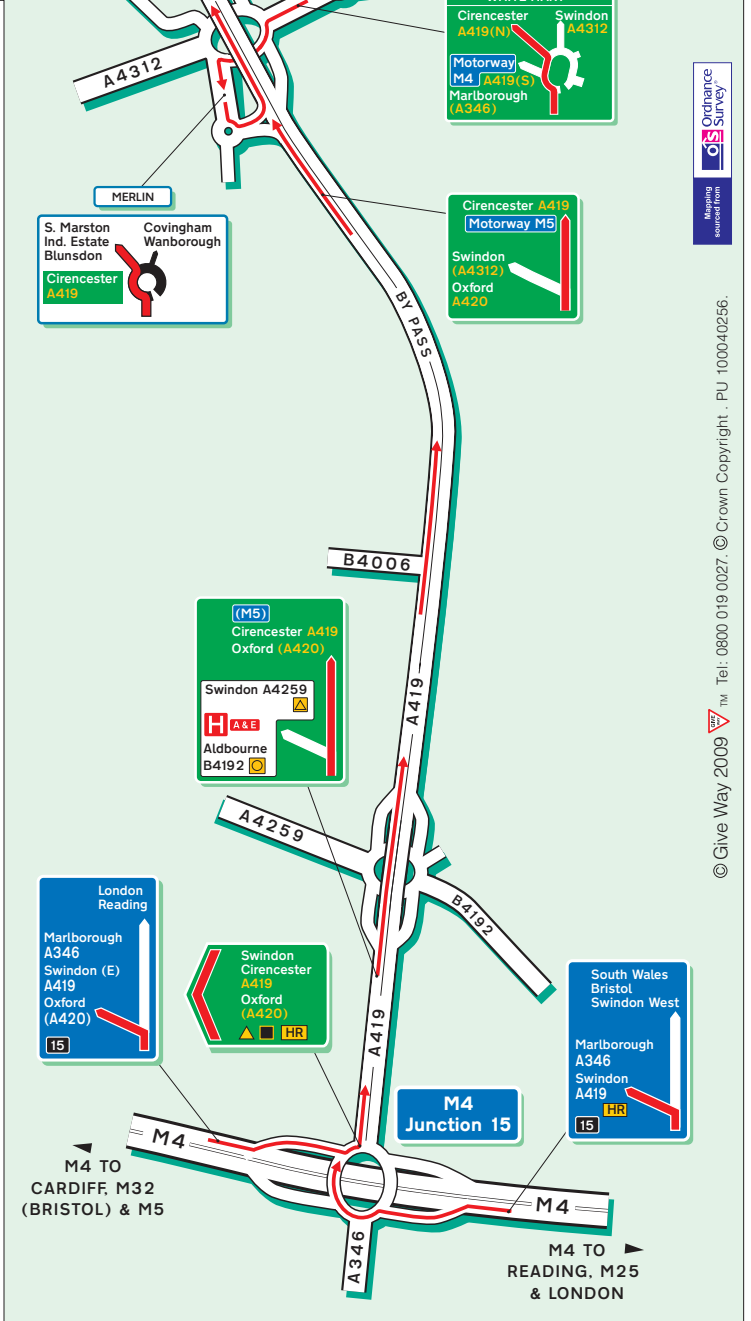 Cirencester
A419(N)
Swindon
A4312
Motorway
M4 A419(S)
Marlborough
(A346)
A4312
MERLIN
S. Marston
Ind. Estate
Blunsdon
Cirencester
A419
Covingham
Wanborough
Cirencester A419
Motorway M5
Swindon
(A4312)
Oxford
A420
Mapping
sourced from
o's Ordnance
Survey®
BY PASS
B4006
(M5)
Cirencester A419
Oxford (A420)
Swindon A4259
H A & E
Aldbourne
B4192
A419
A4259
B4192
London
Reading
Marlborough
A346
Swindon (E)
A419
Oxford
(A420)
15
Swindon
Cirencester
A419
Oxford
(A420)
HR
A419
South Wales
Bristol
Swindon West
Marlborough
A346
Swindon
A419
HR
15
M4
Junction 15
M4
M4 TO
CARDIFF, M32
(BRISTOL) & M5
M4
A346
M4 TO
READING, M25
& LONDON
© Give Way 2009 GIVE WAY TM Tel: 0800 019 0027. © Crown Copyright . PU 100040256.